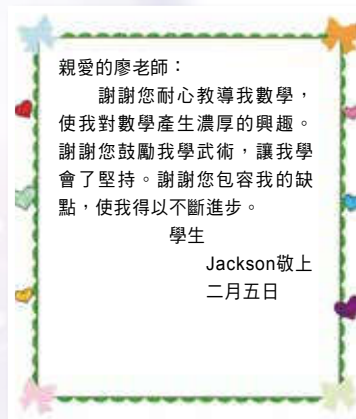 親愛的廖老師：
謝謝您耐心教導我數學，
使我對數學產生濃厚的興趣。
謝謝您鼓勵我學武術，讓我學
會了堅持。謝謝您包容我的缺
點，使我得以不斷進步。
學生
Jackson敬上
二月五日